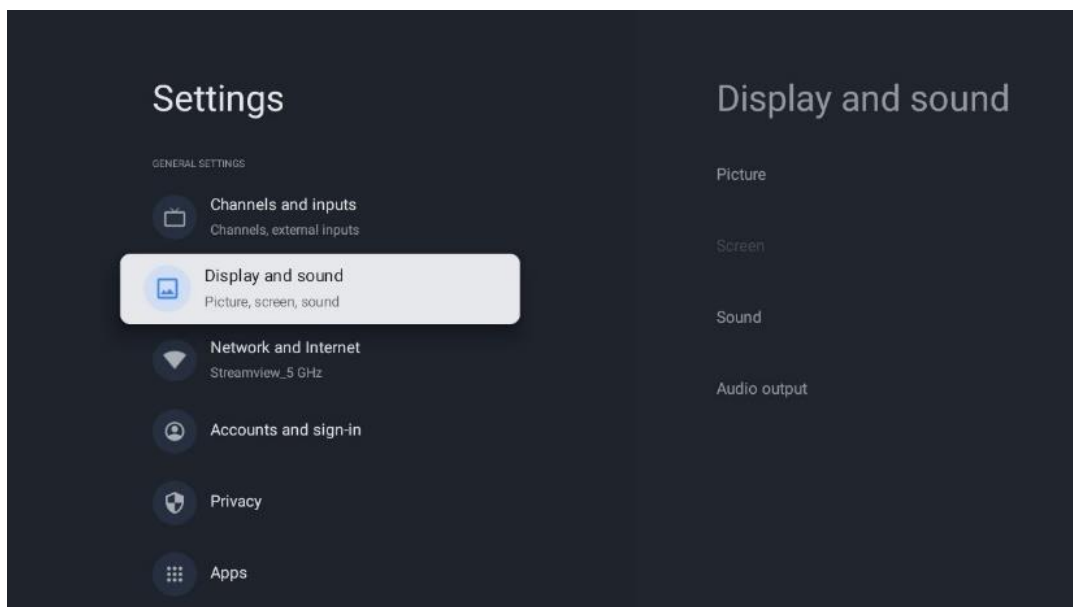 Settings
GENERAL SETTINGS
Channels and inputs
Channels, external inputs
Display and sound
Picture, screen, sound
Network and Internet
Streamview_5 GHz
Accounts and sign-in
Privacy
Apps
Display and sound
Picture
Screen
Sound
Audio output